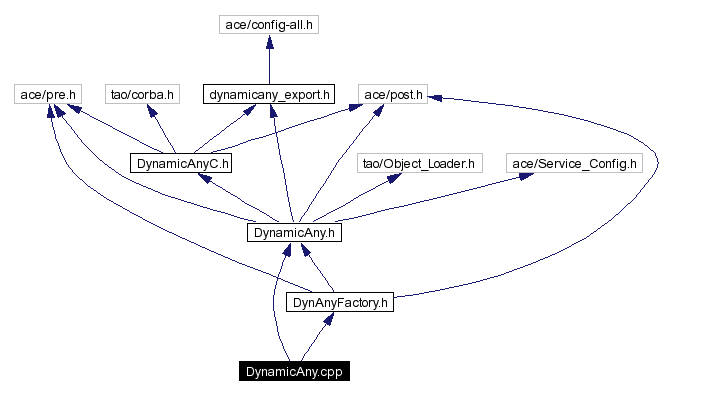 ace/config-all.h
ace/pre.h
tao/corba.h
dynamicany_export.h
ace/post.h
DynamicAnyC.h
tao/Object_Loader.h
ace/Service_Config.h
DynamicAny.h
DynAnyFactory.h
DynamicAny.cpp